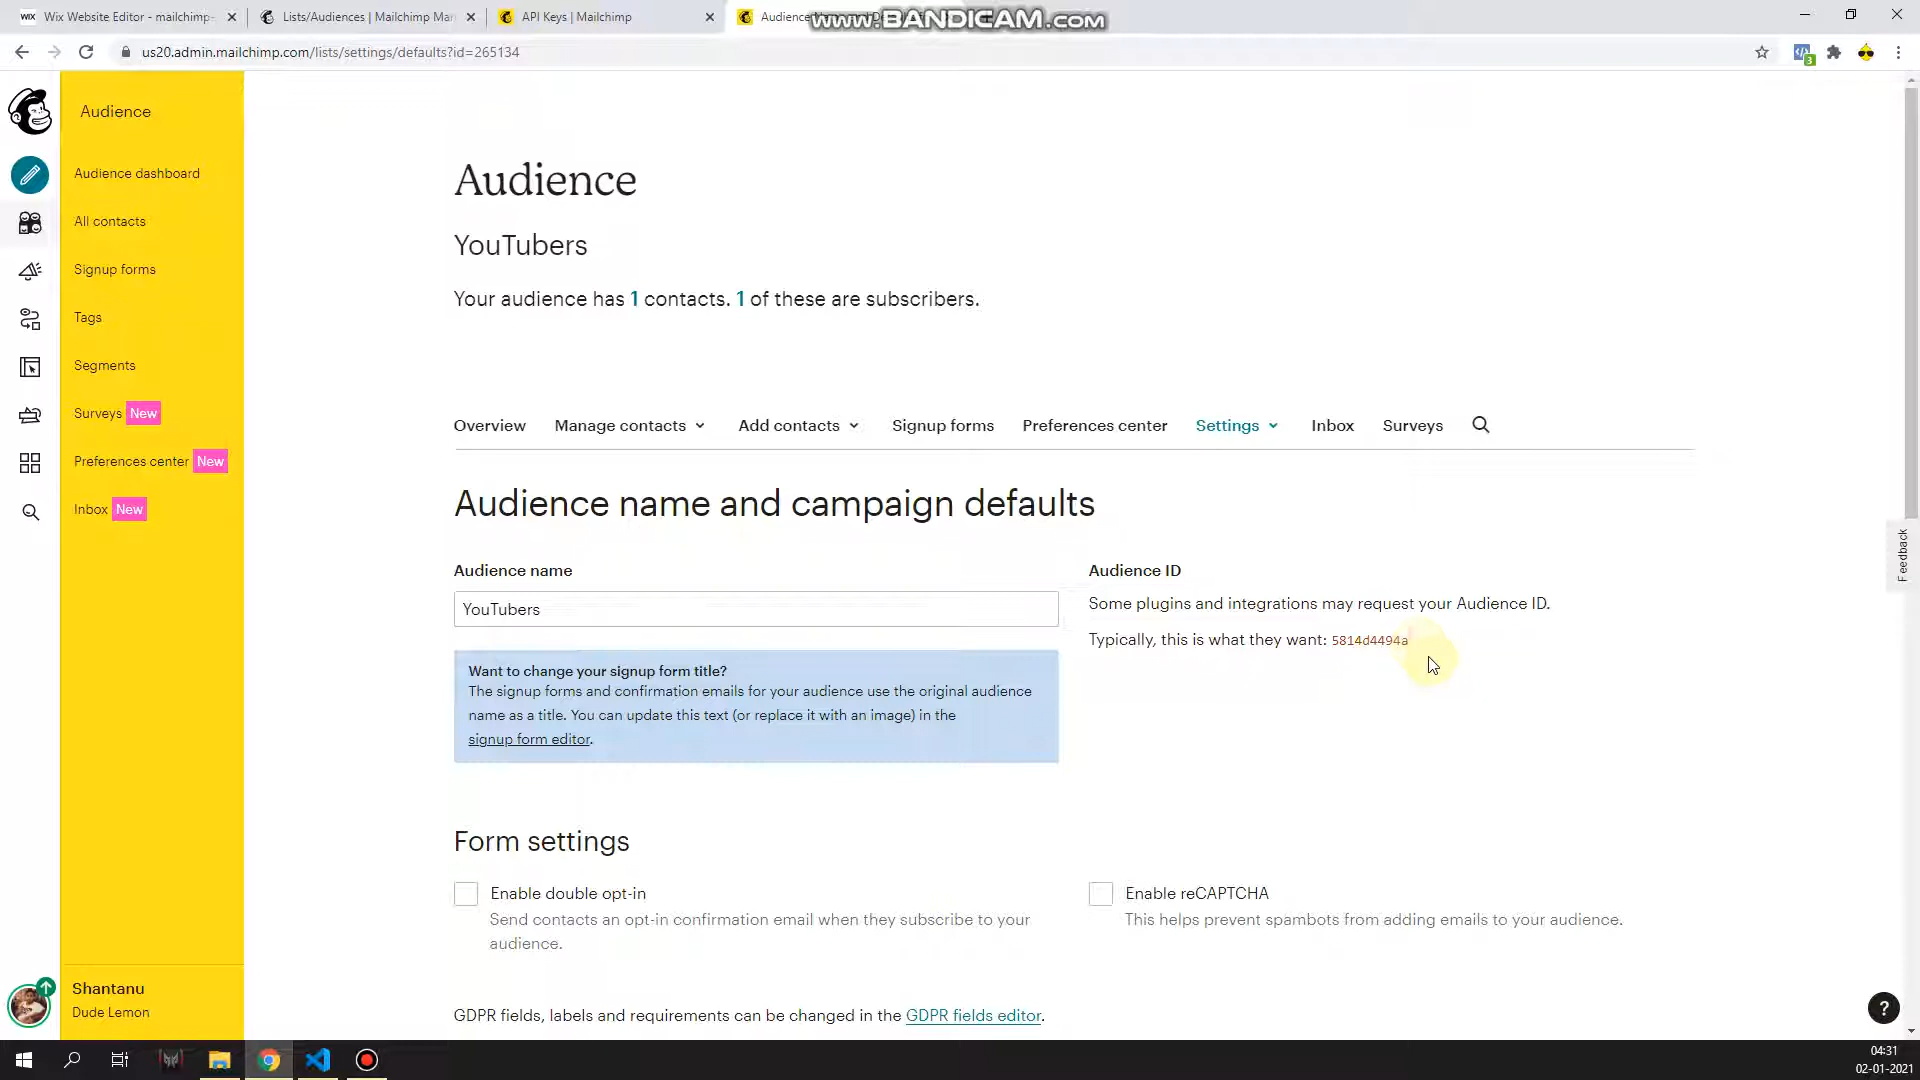 Wix Website Editor - mailchimp-
Lists/Audiences | Mailchimp Mar
API Keys | Mailchimp
www.BANDICAM.com
us20.admin.mailchimp.com/lists/settings/defaults?id=265134
3
Audience
Audience dashboard
All contacts
Signup forms
Tags
Segments
Surveys New
Preferences center New
Inbox New
Shantanu
Dude Lemon
Audience
YouTubers
Your audience has 1 contacts. 1 of these are subscribers.
Overview
Manage contacts
Add contacts
Signup forms
Preferences center
Settings
Inbox
Surveys
Audience name and campaign defaults
Audience name
YouTubers
Want to change your signup form title?
The signup forms and confirmation emails for your audience use the original audience
name as a title. You can update this text (or replace it with an image) in the
signup form editor.
Audience ID
Some plugins and integrations may request your Audience ID.
Typically, this is what they want: 5814d4494a
Form settings
Enable double opt-in
Send contacts an opt-in confirmation email when they subscribe to your
audience.
Enable reCAPTCHA
This helps prevent spambots from adding emails to your audience.
GDPR fields, labels and requirements can be changed in the GDPR fields editor.
Feedback
?
04:31
02-01-2021